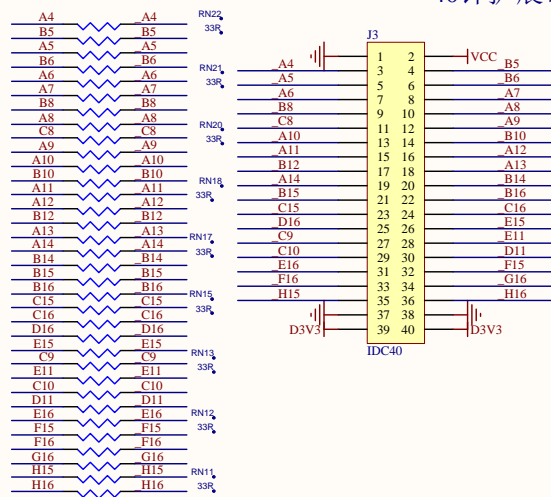 A4 _A4 RN22
B5 _B5 33R
A5 _A5
B6 _B6 RN21
A6 _A6 33R
A7 _A7
B8 _B8
A8 _A8 RN20
C8 _C8 33R
A9 _A9
A10 _A10
B10 _B10 RN18
A11 _A11 33R
A12 _A12
B12 _B12
A13 _A13 RN17
A14 _A14 33R
B14 _B14
B15 _B15
B16 _B16 RN15
C15 _C15 33R
C16 _C16
D16 _D16
E15 _E15
C9 _C9 RN13
E11 _E11 33R
C10 _C10
D11 _D11
E16 _E16 RN12
F15 _F15 33R
F16 _F16
G16 _G16
H15 _H15 RN11
H16 _H16 33R
J3
1 2 VCC
_A4 3 4 _B5
_A5 5 6 _B6
_A6 7 8 _A7
_B8 9 10 _A8
_C8 11 12 _A9
_A10 13 14 _B10
_A11 15 16 _A12
_B12 17 18 _A13
_A14 19 20 _B14
_B15 21 22 _B16
_C15 23 24 _C16
_D16 25 26 _E15
_C9 27 28 _E11
_C10 29 30 _D11
_E16 31 32 _F15
_F16 33 34 _G16
_H15 35 36 _H16
37 38
D3V3 39 40 D3V3
IDC40